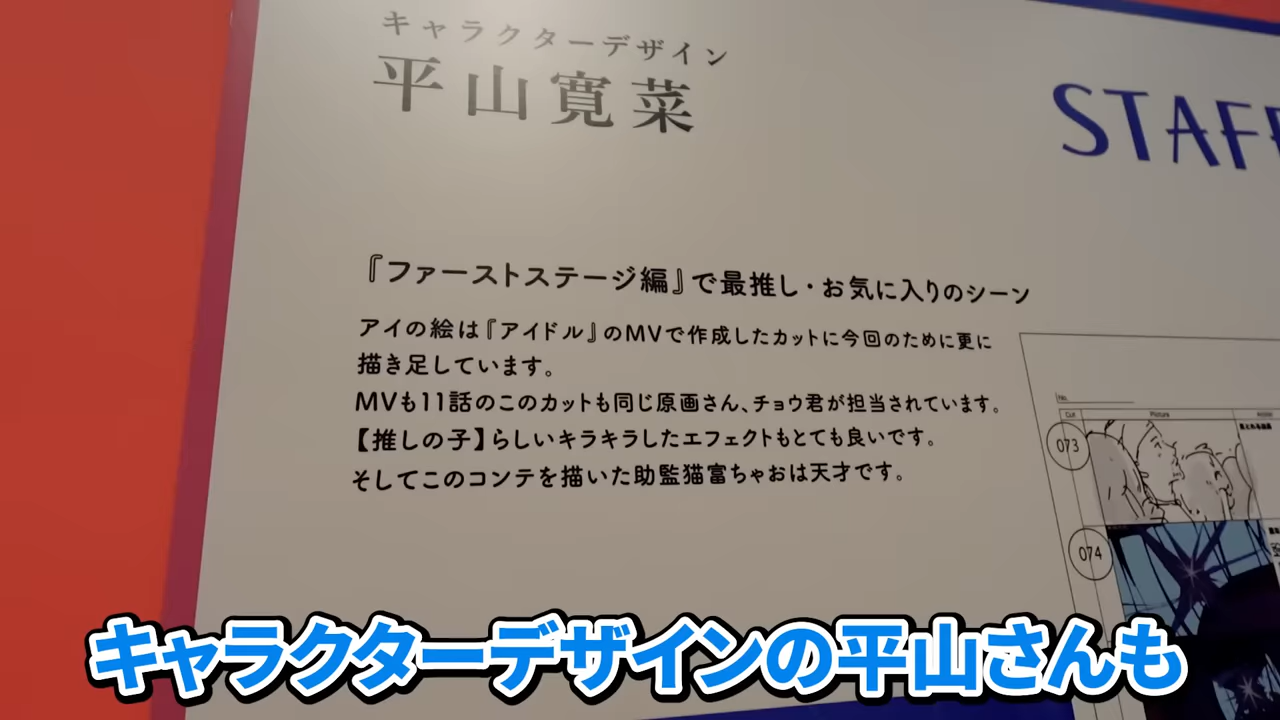 キャラクターデザイン
平山寛菜
STAFF
『ファーストステージ編』で最推し・お気に入りのシーン
アイの絵は『アイドル』のMVで作成したカットに今回のために更に
描き足しています。
MVも11話のこのカットも同じ原画さん、チョウ君が担当されています。
【推しの子】らしいキラキラしたエフェクトもとても良いです。
そしてこのコンテを描いた助監猫富ちゃおは天才です。
No.
Cut
Picture
073
074
キャラクターデザインの平山さんも